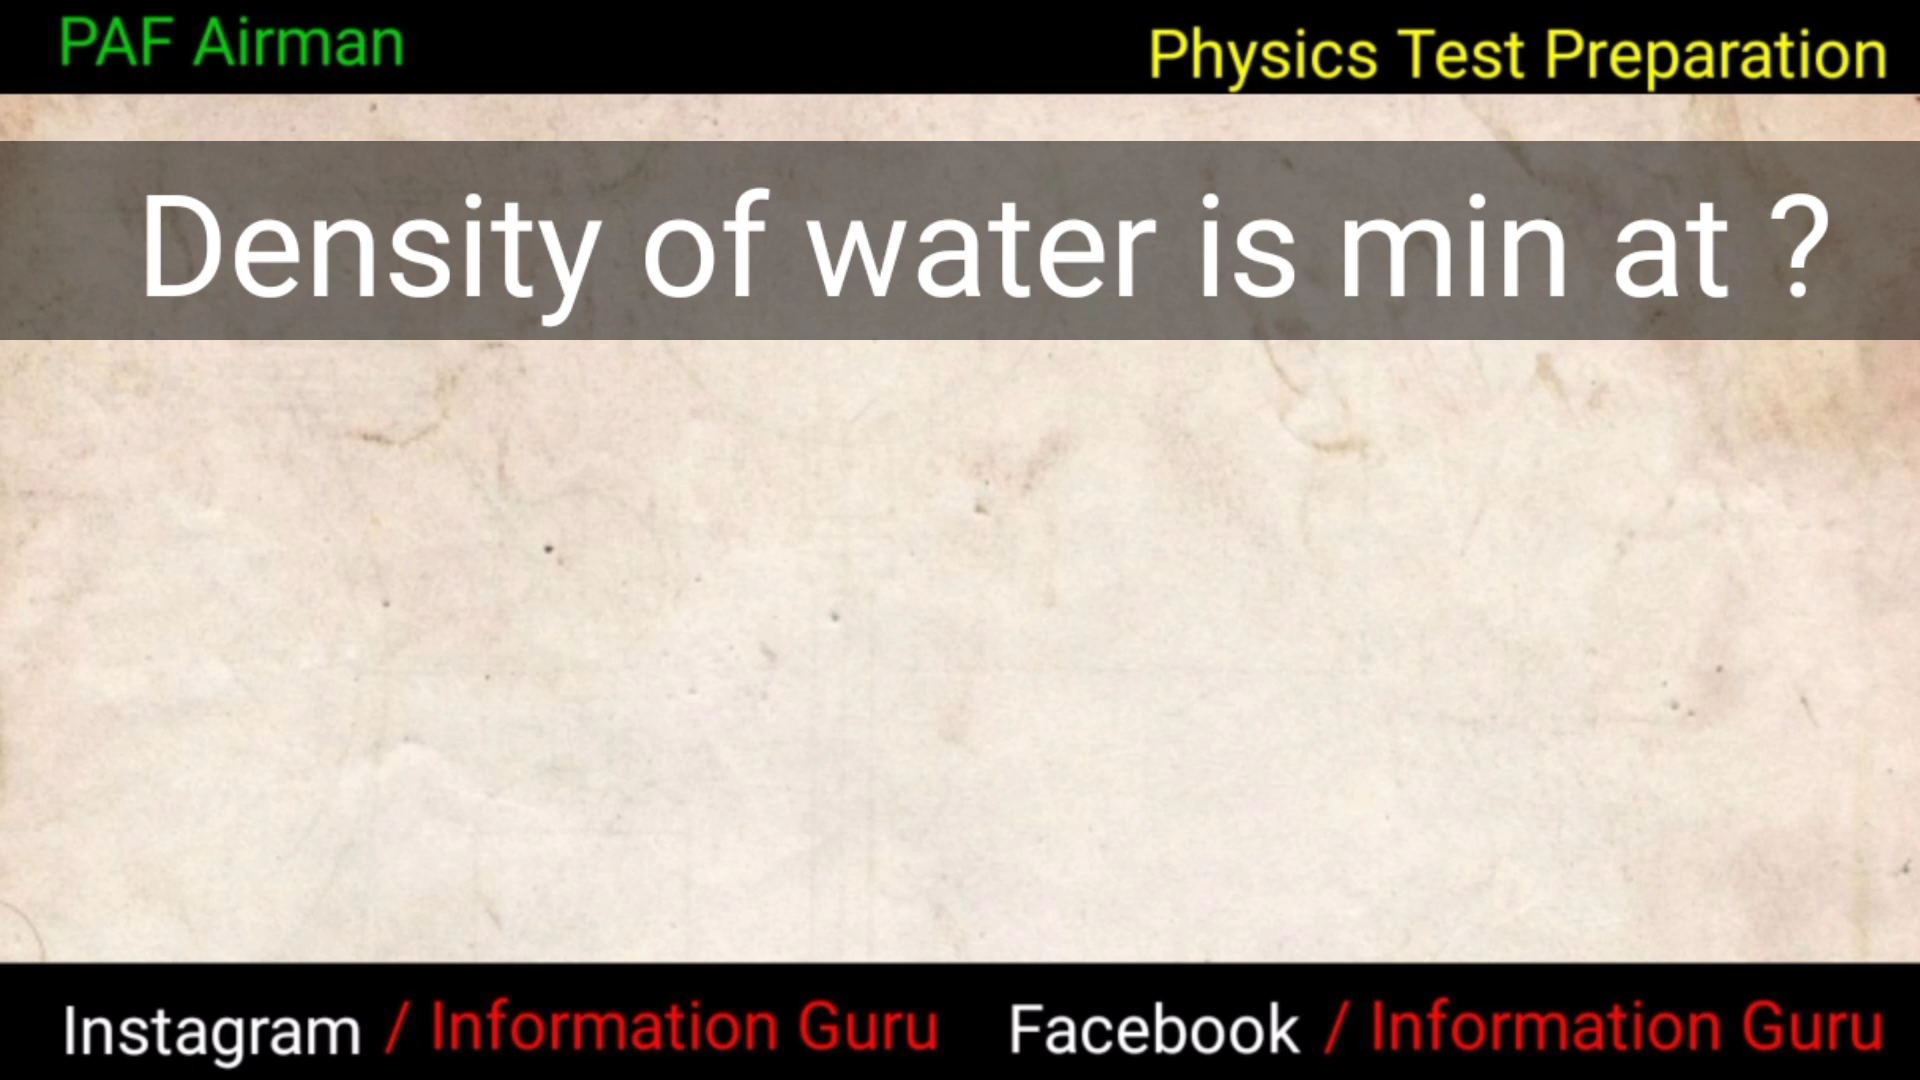 PAF Airman
Physics Test Preparation
Density of water is min at ?
Instagram / Information Guru
Facebook / Information Guru